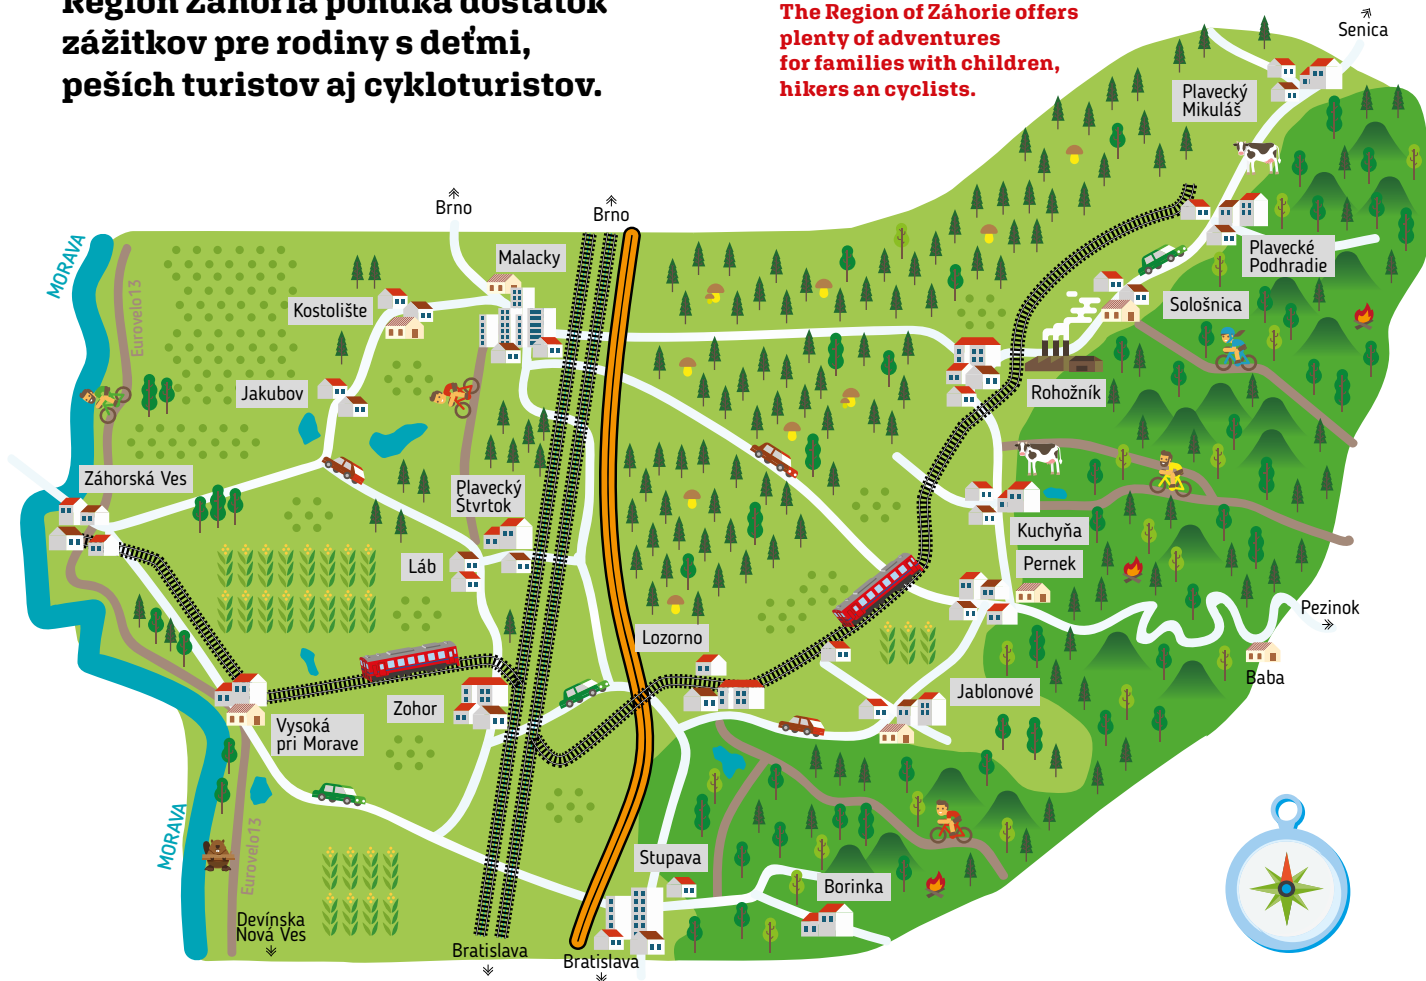 Región Záhoria ponúka dostatok
zážitkov pre rodiny s deťmi,
peších turistov aj cykloturistov.
The Region of Záhorie offers
plenty of adventures
for families with children,
hikers an cyclists.
Senica
Plavecký
Mikuláš
Brno
Brno
MORAVA
Malacky
Plavecké
Podhradie
Eurovelo13
Kostolište
Sološnica
Jakubov
Rohožník
Záhorská Ves
Plavecký
Štvrtok
Kuchyňa
Láb
Pernek
Pezinok
Lozorno
Baba
Jablonové
Zohor
Vysoká
pri Morave
MORAVA
Eurovelo13
Stupava
Borinka
Devínska
Nová Ves
Bratislava
Bratislava